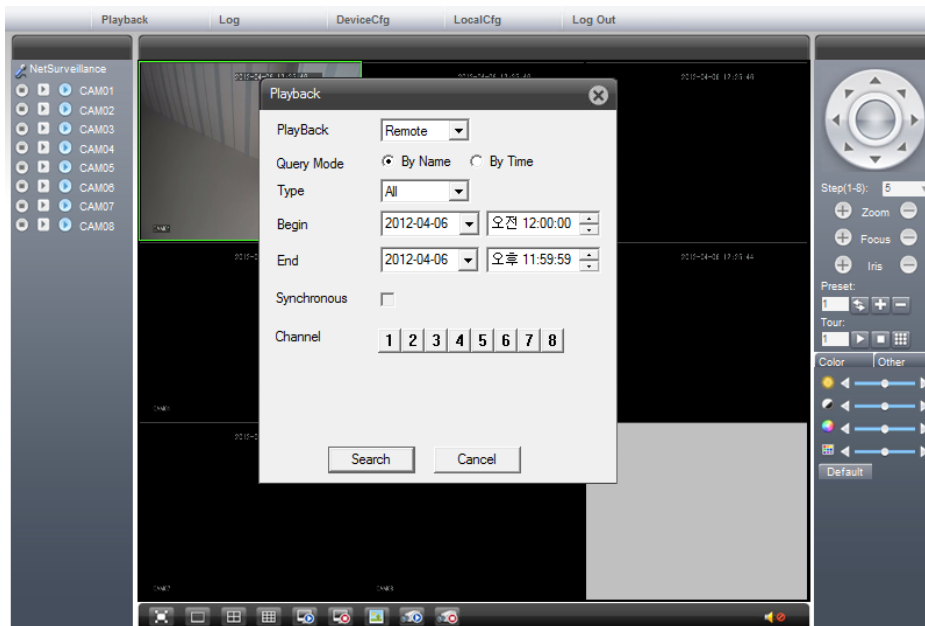 Playback Log DeviceCfg LocalCfg Log Out
NetSurveillance
CAM01
CAM02
CAM03
CAM04
CAM05
CAM06
CAM07
CAM08
Playback
PlayBack Remote
Query Mode By Name By Time
Type All
Begin 2012-04-06 오전 12:00:00
End 2012-04-06 오후 11:59:59
Synchronous
Channel 1 2 3 4 5 6 7 8
Search Cancel
Step(1-8): 5
Zoom
Focus
Iris
Preset:
1
Tour:
1
Color Other
Default